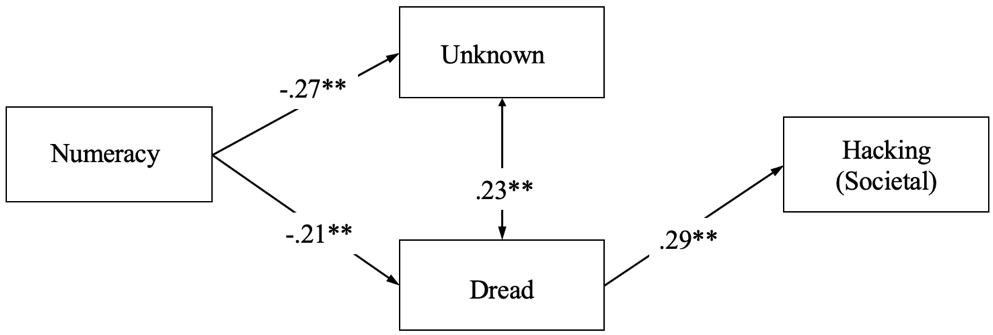 Unknown
-.27**
Numeracy
Hacking
(Societal)
.23**
-.21**
.29**
Dread